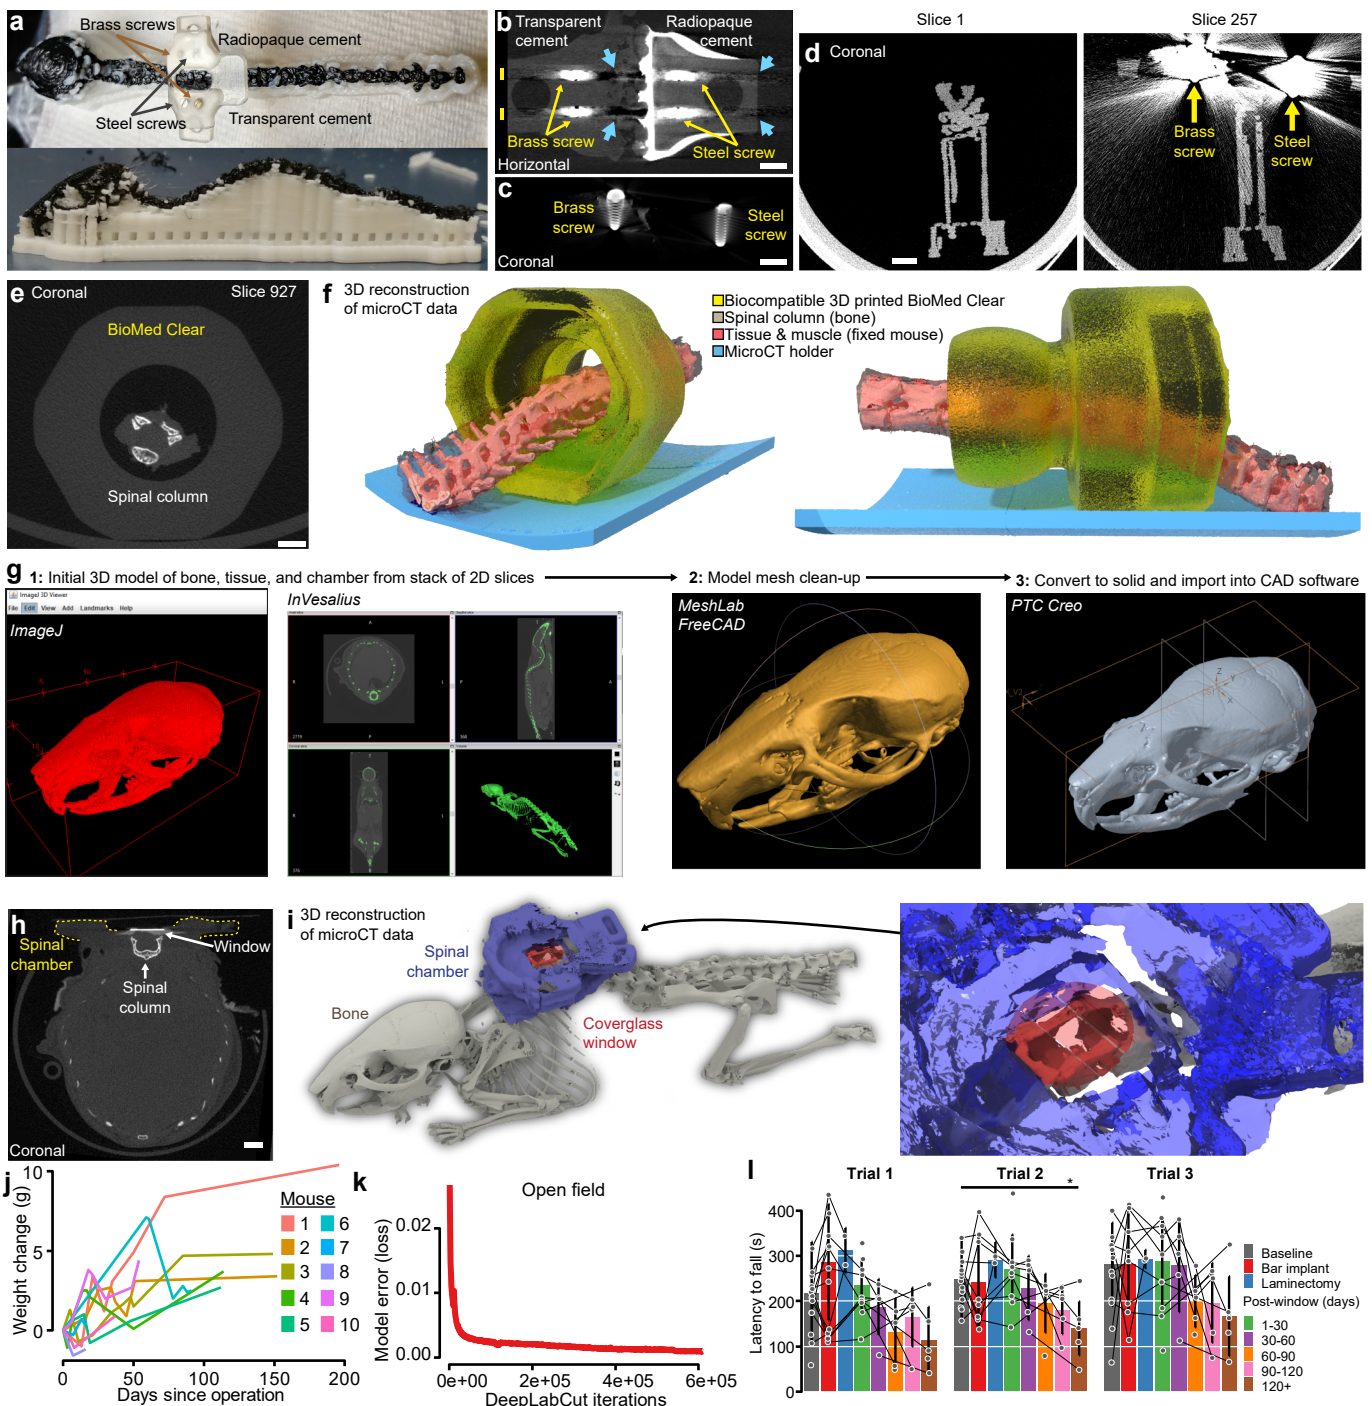 a
Brass screws
Radiopaque cement
Steel screws
Transparent cement
b
Transparent
cement
Radiopaque
cement
Brass screw
Steel screw
Horizontal
c
Brass
screw
Steel
screw
Coronal
Slice 1
Slice 257
d
Coronal
Brass
screw
Steel
screw
e
Coronal
Slice 927
BioMed Clear
Spinal column
f
3D reconstruction
of microCT data
Biocompatible 3D printed BioMed Clear
Spinal column (bone)
Tissue & muscle (fixed mouse)
MicroCT holder
g
1: Initial 3D model of bone, tissue, and chamber from stack of 2D slices
2: Model mesh clean-up
3: Convert to solid and import into CAD software
ImageJ 3D Viewer
File Edit View Add Landmarks Help
ImageJ
InVesalius
MeshLab
FreeCAD
PTC Creo
h
Spinal
chamber
Window
Spinal
column
Coronal
i
3D reconstruction
of microCT data
Spinal
chamber
Bone
Coverglass
window
j
Weight change (g)
10
5
0
0 50 100 150 200
Days since operation
Mouse
1 6
2 7
3 8
4 9
5 10
k
Open field
Model error (loss)
0.02
0.01
0.00
0e+00 2e+05 4e+05 6e+05
DeepLabCut iterations
l
Trial 1
Trial 2
Trial 3
*
Latency to fall (s)
400
300
200
100
0
Baseline
Bar implant
Laminectomy
Post-window (days)
1-30
30-60
60-90
90-120
120+